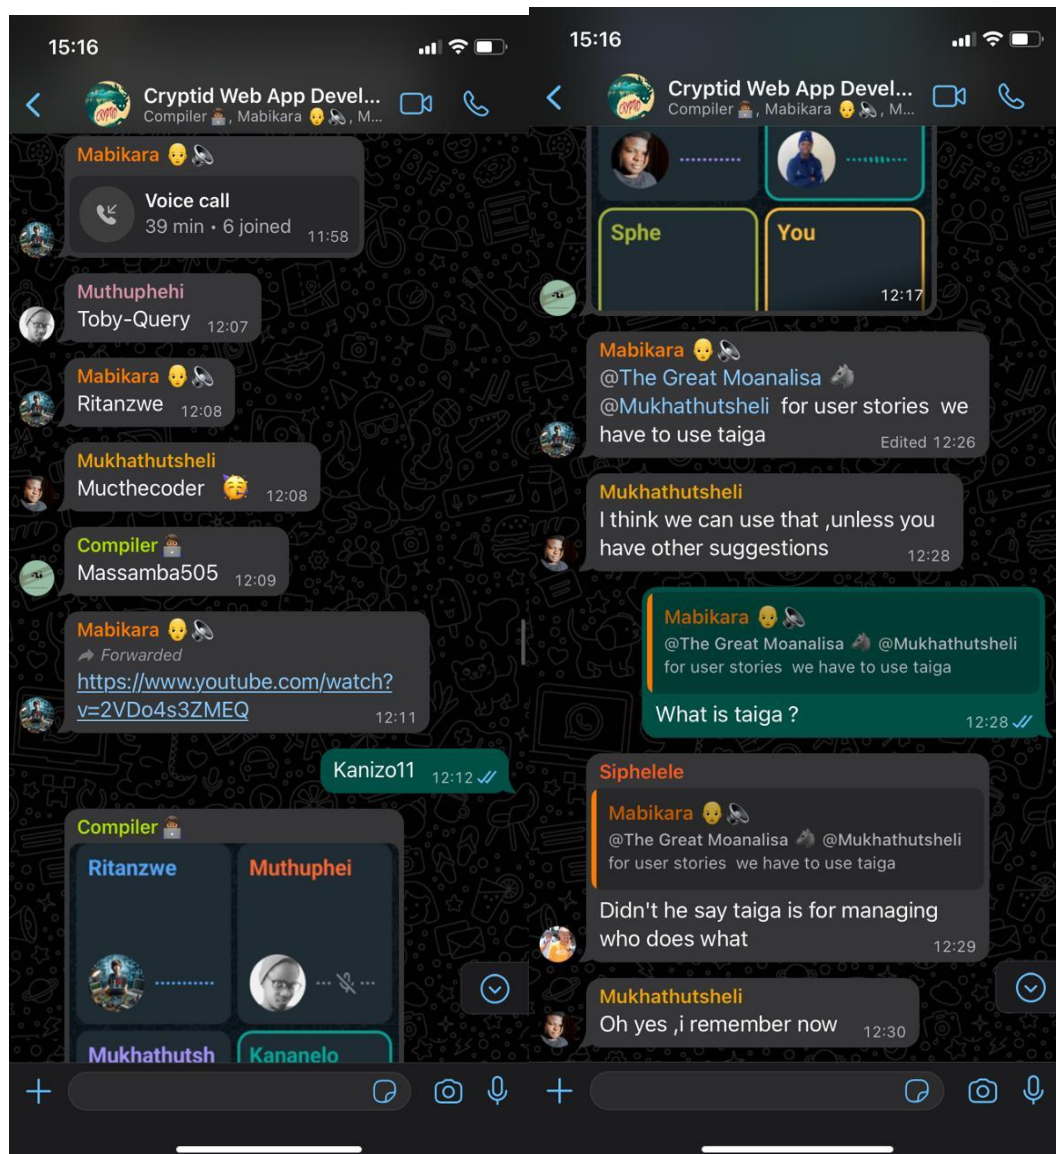 15:16
Cryptid Web App Devel...
Compiler👨🏾‍💻, Mabikara 👨‍🦲🔊, M...
Mabikara 👨‍🦲🔊
Voice call
39 min • 6 joined
11:58
Muthuphehi
Toby-Query 12:07
Mabikara 👨‍🦲🔊
Ritanzwe 12:08
Mukhathutsheli
Mucthecoder 🥳 12:08
Compiler👨🏾‍💻
Massamba505 12:09
Mabikara 👨‍🦲🔊
Forwarded
https://www.youtube.com/watch?
v=2VDo4s3ZMEQ
12:11
Kanizo11 12:12
Compiler👨🏾‍💻
Ritanzwe
Muthuphei
Mukhathutsh
Kananelo
15:16
Cryptid Web App Devel...
Compiler👨🏾‍💻, Mabikara 👨‍🦲🔊, M...
Sphe
You
12:17
Mabikara 👨‍🦲🔊
@The Great Moanalisa 🐴
@Mukhathutsheli for user stories we
have to use taiga
Edited 12:26
Mukhathutsheli
I think we can use that ,unless you
have other suggestions
12:28
Mabikara 👨‍🦲🔊
@The Great Moanalisa 🐴 @Mukhathutsheli
for user stories we have to use taiga
What is taiga ?
12:28
Siphelele
Mabikara 👨‍🦲🔊
@The Great Moanalisa 🐴 @Mukhathutsheli
for user stories we have to use taiga
Didn't he say taiga is for managing
who does what
12:29
Mukhathutsheli
Oh yes ,i remember now 12:30